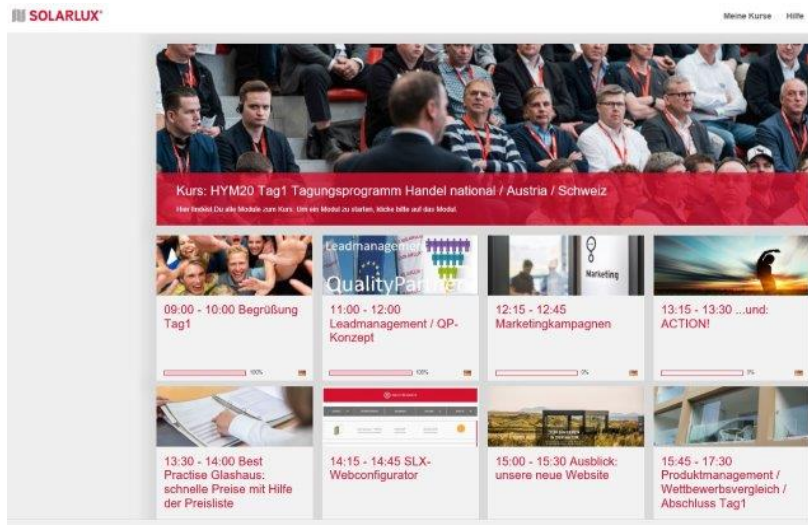 SOLARLUX®
Meine Kurse Hilfe
Kurs: HYM20 Tag1 Tagungsprogramm Handel national / Austria / Schweiz
Hier findest Du alle Module zum Kurs. Um ein Modul zu starten, klicke bitte auf das Modul.
Leadmanagement
QualityPartner
Marketing
09:00 - 10:00 Begrüßung
Tag1
11:00 - 12:00
Leadmanagement / QP-
Konzept
12:15 - 12:45
Marketingkampagnen
13:15 - 13:30 ...und:
ACTION!
100%
100%
0%
0%
13:30 - 14:00 Best
Practise Glashaus:
schnelle Preise mit Hilfe
der Preisliste
14:15 - 14:45 SLX-
Webconfigurator
15:00 - 15:30 Ausblick:
unsere neue Website
15:45 - 17:30
Produktmanagement /
Wettbewerbsvergleich /
Abschluss Tag1